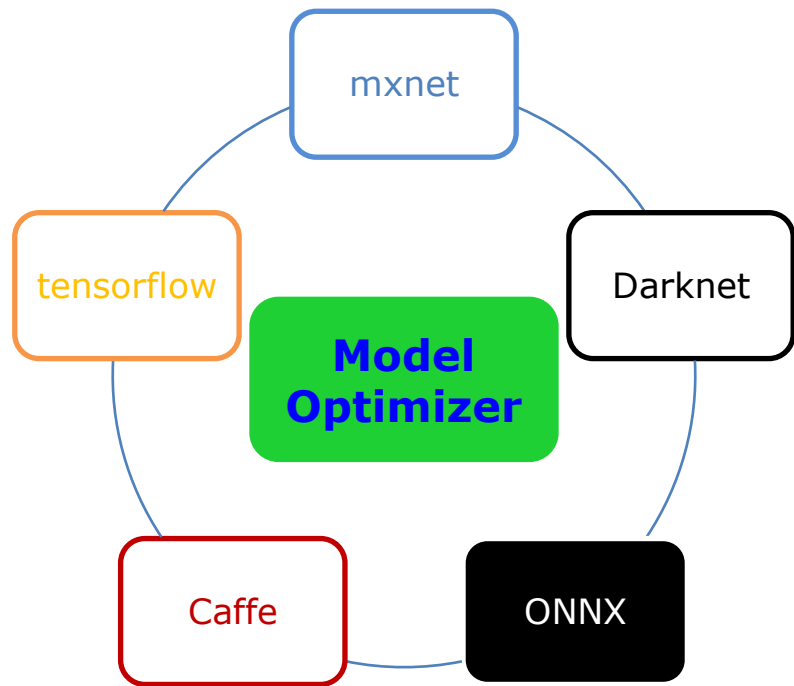 mxnet
tensorflow
Darknet
Model
Optimizer
Caffe
ONNX